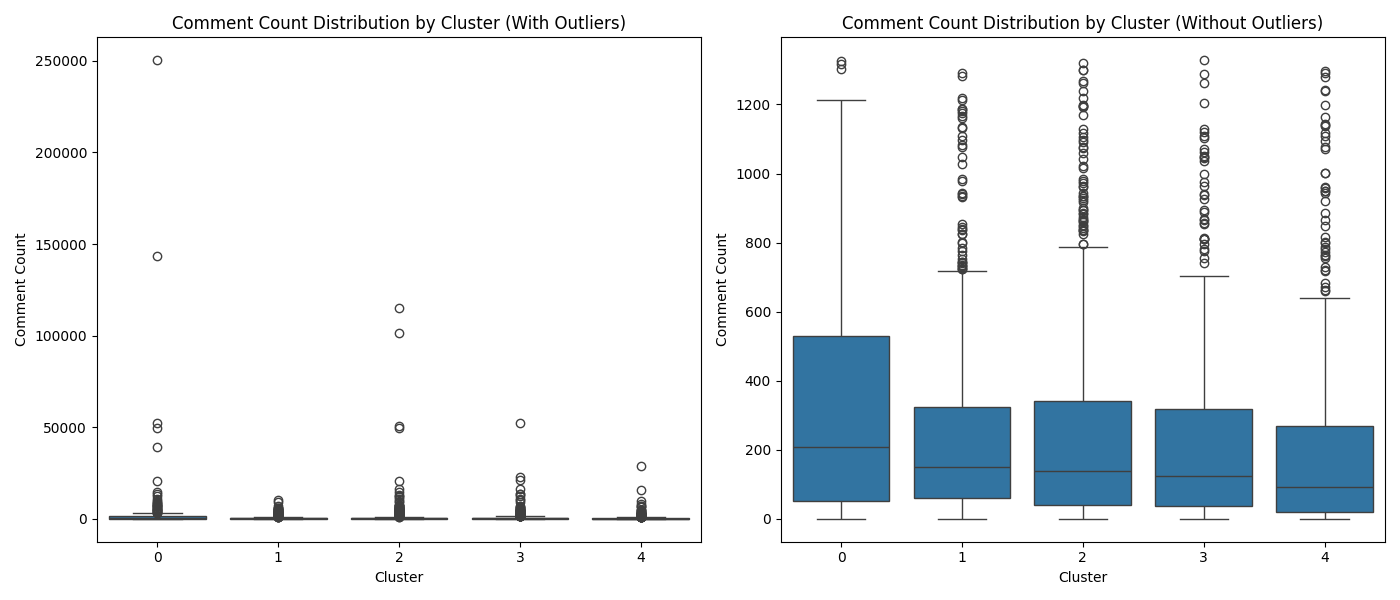 Comment Count Distribution by Cluster (With Outliers)
250000
200000
150000
100000
50000
0
Comment Count
0 1 2 3 4
Cluster
Comment Count Distribution by Cluster (Without Outliers)
1200
1000
800
600
400
200
0
Comment Count
0 1 2 3 4
Cluster